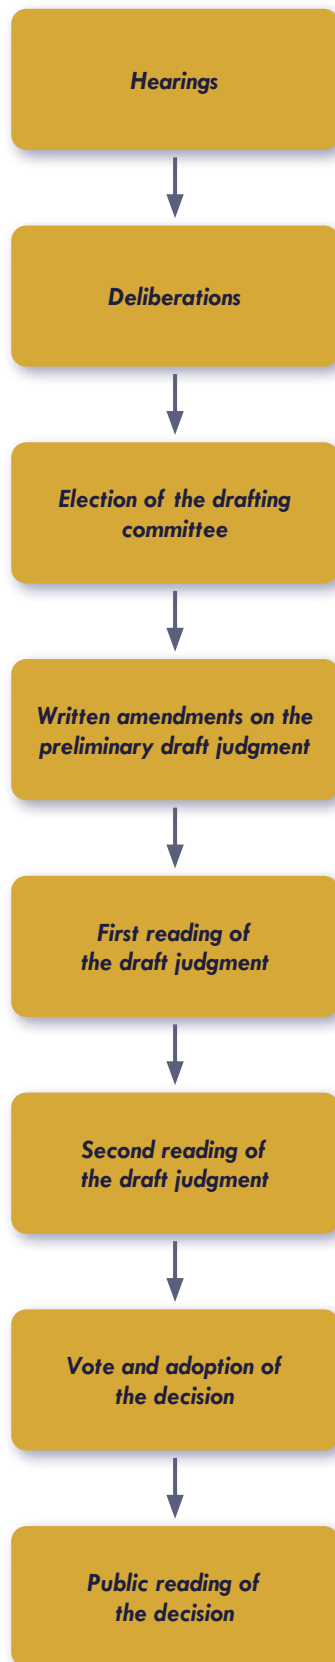 Hearings
Deliberations
Election of the drafting
committee
Written amendments on the
preliminary draft judgment
First reading of
the draft judgment
Second reading of
the draft judgment
Vote and adoption of
the decision
Public reading of
the decision